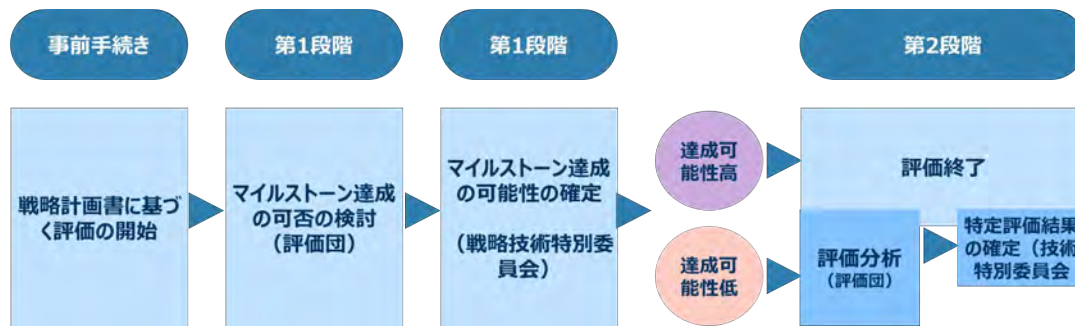 事前手続き
第1段階
第1段階
第2段階
戦略計画書に基づ
く評価の開始
マイルストーン達成
の可否の検討
（評価団）
マイルストーン達成
の可能性の確定
（戦略技術特別委
員会）
達成可
能性高
評価終了
達成可
能性低
評価分析
（評価団）
特定評価結果
の確定（技術
特別委員会